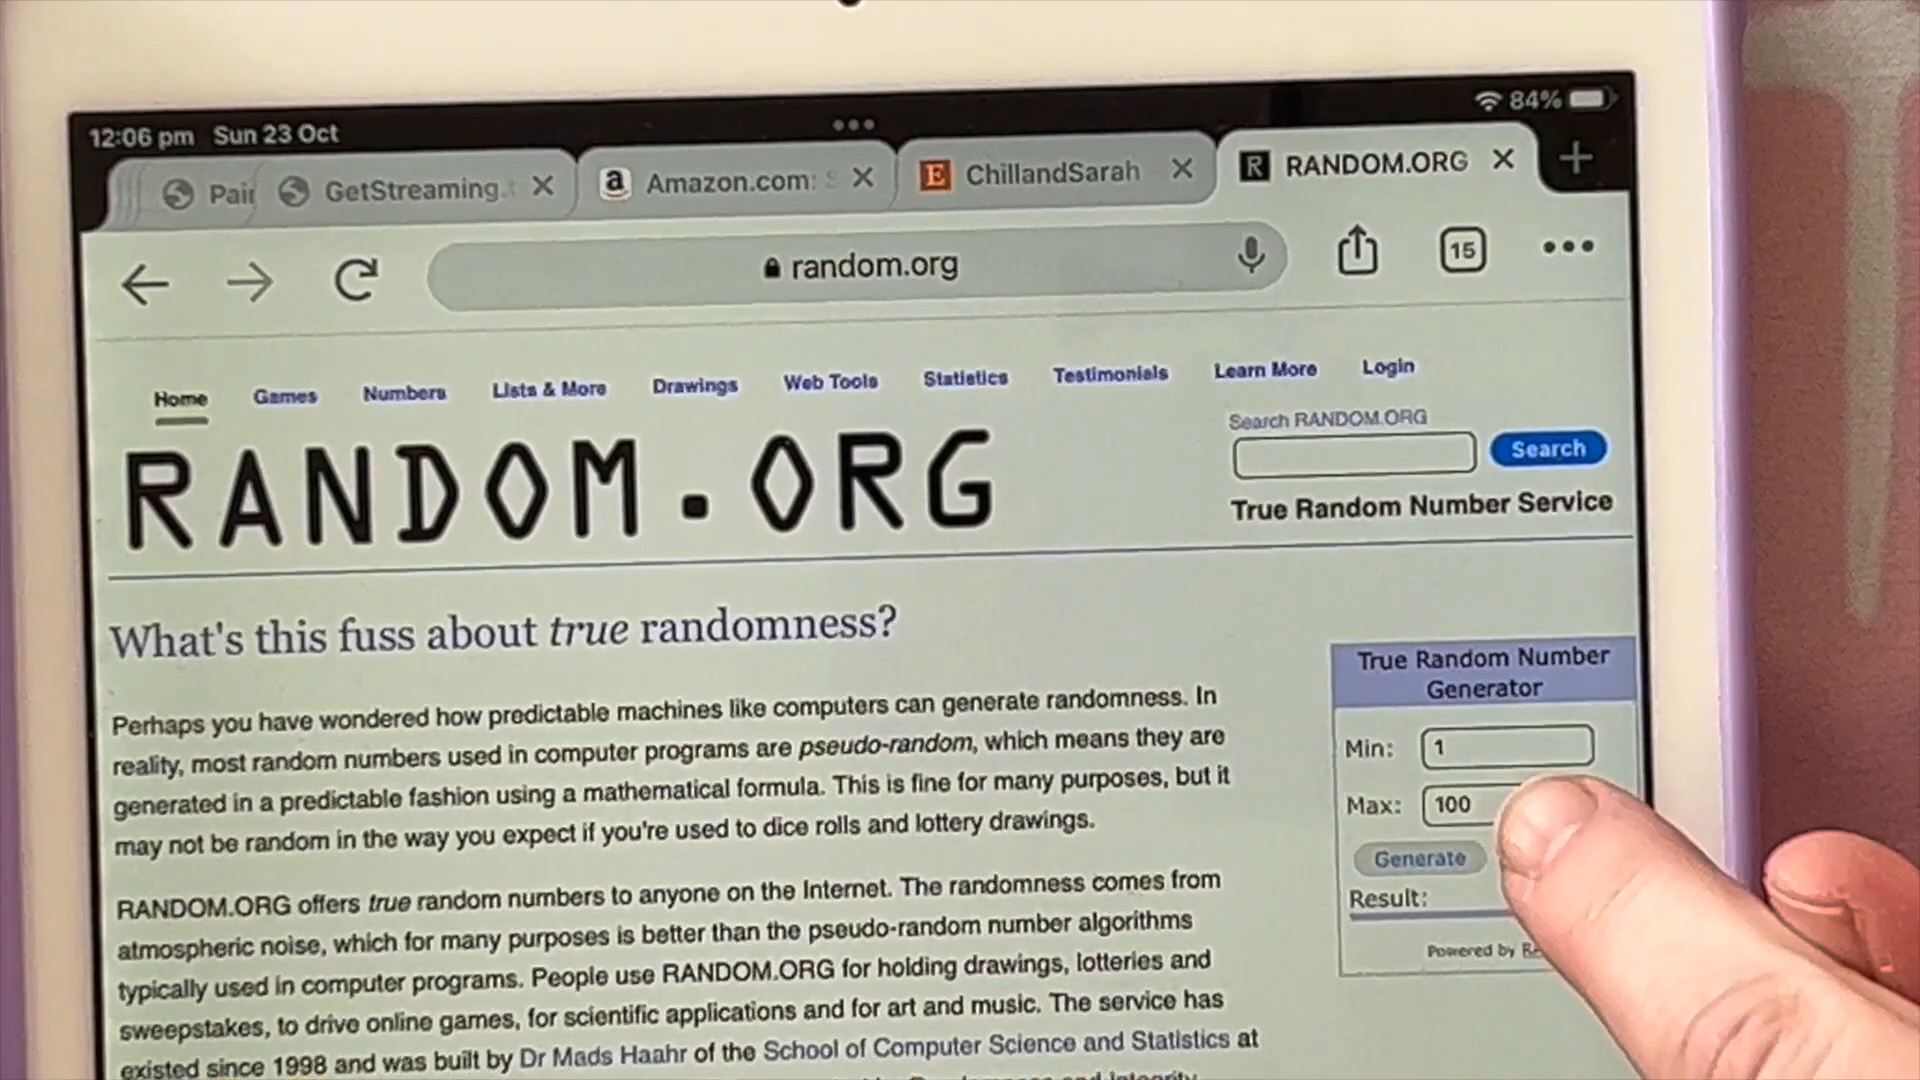 12:06 pm Sun 23 Oct
84%
Pair
GetStreaming.
Amazon.com:
ChillandSarah
RANDOM.ORG
random.org
15
Home Games Numbers Lists & More Drawings Web Tools Statistics Testimonials Learn More Login
Search RANDOM.ORG
Search
RANDOM.ORG
True Random Number Service
What's this fuss about true randomness?
Perhaps you have wondered how predictable machines like computers can generate randomness. In
reality, most random numbers used in computer programs are pseudo-random, which means they are
generated in a predictable fashion using a mathematical formula. This is fine for many purposes, but it
may not be random in the way you expect if you're used to dice rolls and lottery drawings.
RANDOM.ORG offers true random numbers to anyone on the Internet. The randomness comes from
atmospheric noise, which for many purposes is better than the pseudo-random number algorithms
typically used in computer programs. People use RANDOM.ORG for holding drawings, lotteries and
sweepstakes, to drive online games, for scientific applications and for art and music. The service has
existed since 1998 and was built by Dr Mads Haahr of the School of Computer Science and Statistics at
True Random Number
Generator
Min: 1
Max: 100
Generate
Result:
Powered by